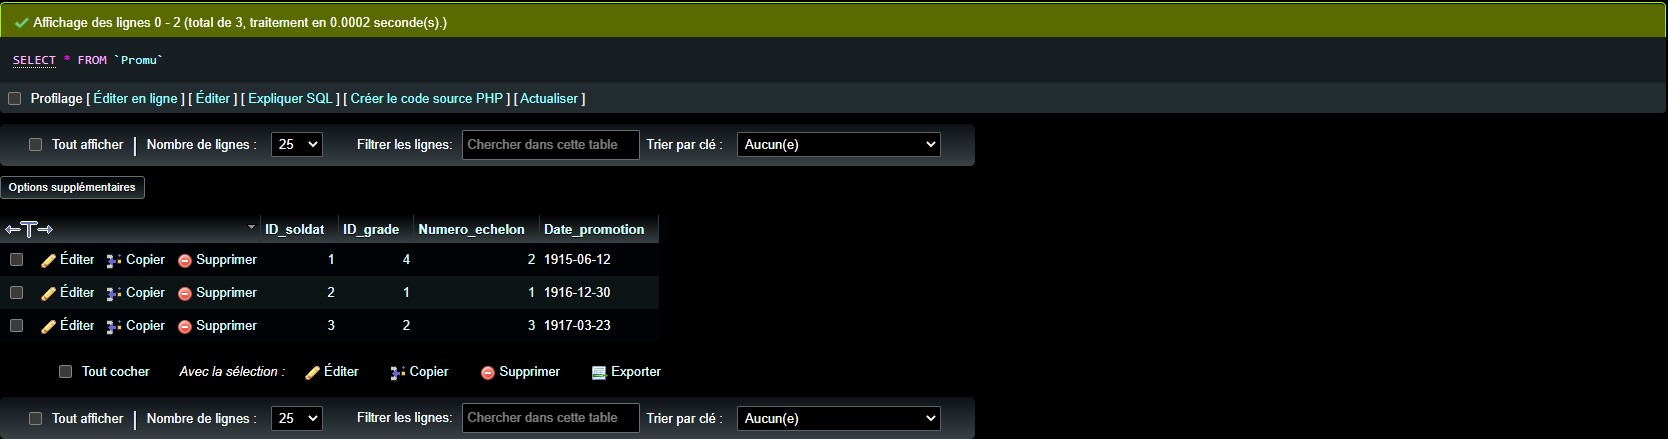 Affichage des lignes 0 - 2 (total de 3, traitement en 0.0002 seconde(s).)
SELECT * FROM `Promu`
Profilage [ Éditer en ligne ] [ Éditer ] [ Expliquer SQL ] [ Créer le code source PHP ] [ Actualiser ]
Tout afficher | Nombre de lignes : 25 Filtrer les lignes: Chercher dans cette table Trier par clé : Aucun(e)
Options supplémentaires
ID_soldat ID_grade Numero_echelon Date_promotion
Éditer Copier Supprimer 1 4 2 1915-06-12
Éditer Copier Supprimer 2 1 1 1916-12-30
Éditer Copier Supprimer 3 2 3 1917-03-23
Tout cocher Avec la sélection : Éditer Copier Supprimer Exporter
Tout afficher | Nombre de lignes : 25 Filtrer les lignes: Chercher dans cette table Trier par clé : Aucun(e)